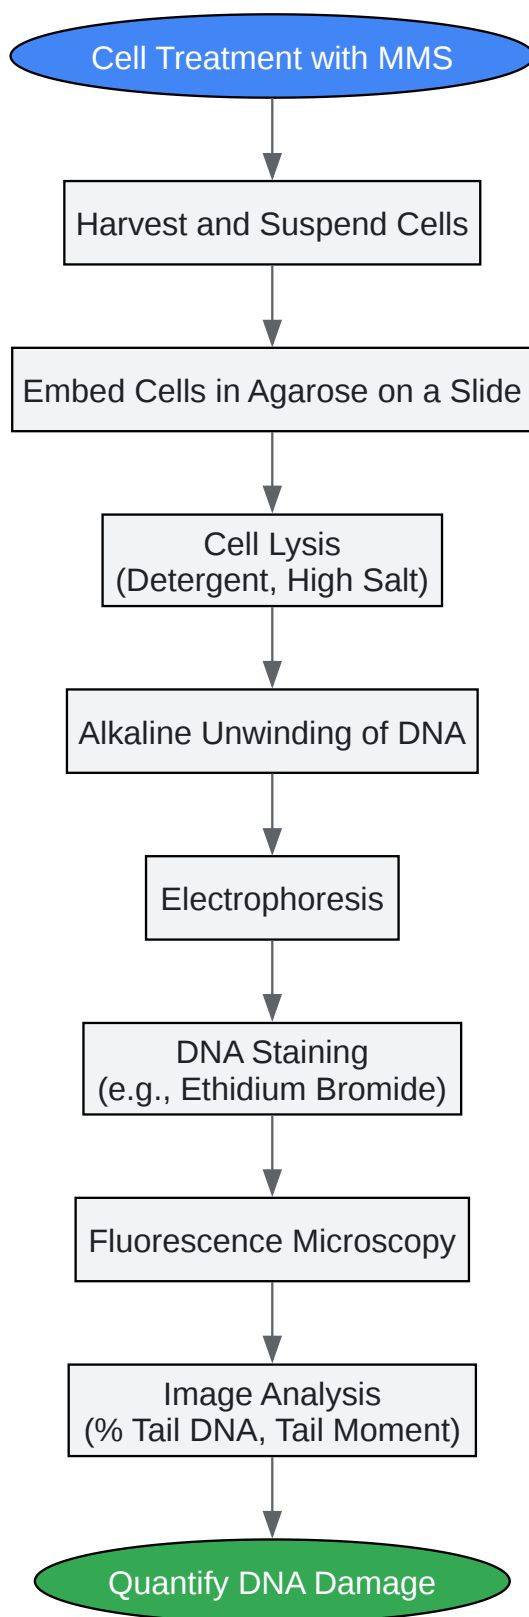 Cell Treatment with MMS
Harvest and Suspend Cells
Embed Cells in Agarose on a Slide
Cell Lysis
(Detergent, High Salt)
Alkaline Unwinding of DNA
Electrophoresis
DNA Staining
(e.g., Ethidium Bromide)
Fluorescence Microscopy
Image Analysis
(% Tail DNA, Tail Moment)
Quantify DNA Damage